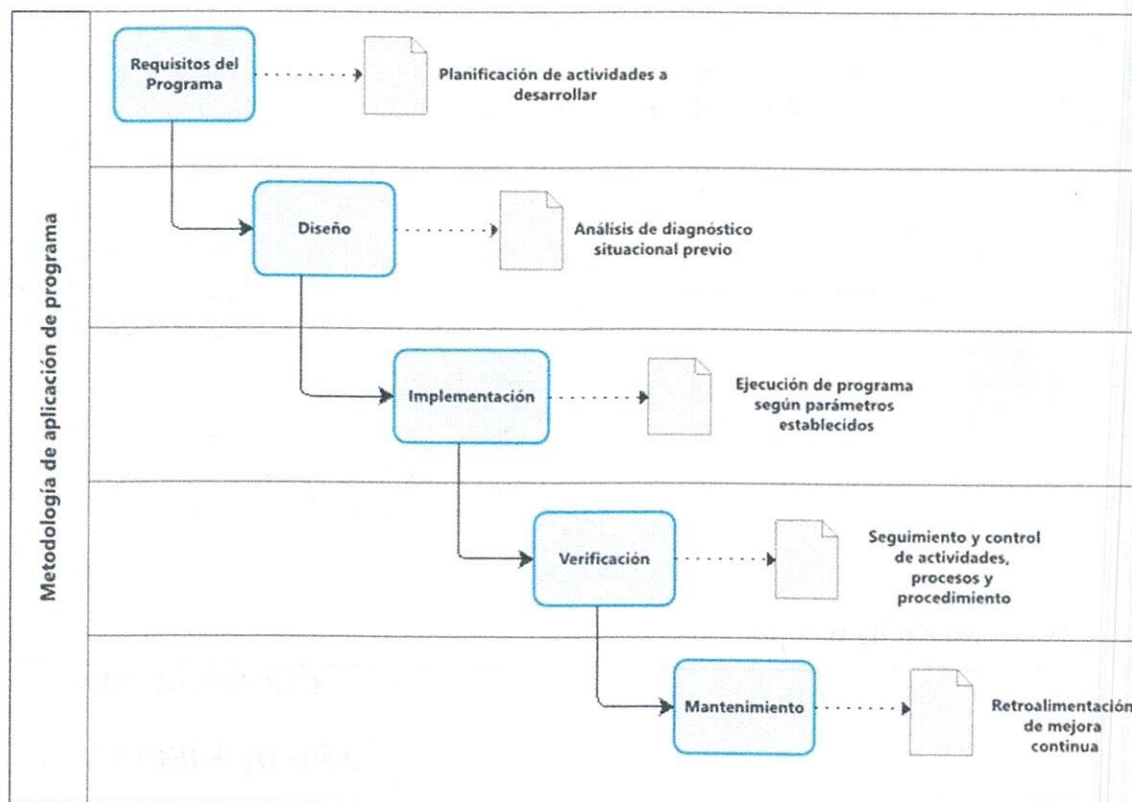 Metodología de aplicación de programa
Requisitos del
Programa
Planificación de actividades a
desarrollar
Diseño
Análisis de diagnóstico
situacional previo
Implementación
Ejecución de programa
según parámetros
establecidos
Verificación
Seguimiento y control
de actividades,
procesos y
procedimiento
Mantenimiento
Retroalimentación
de mejora
continua